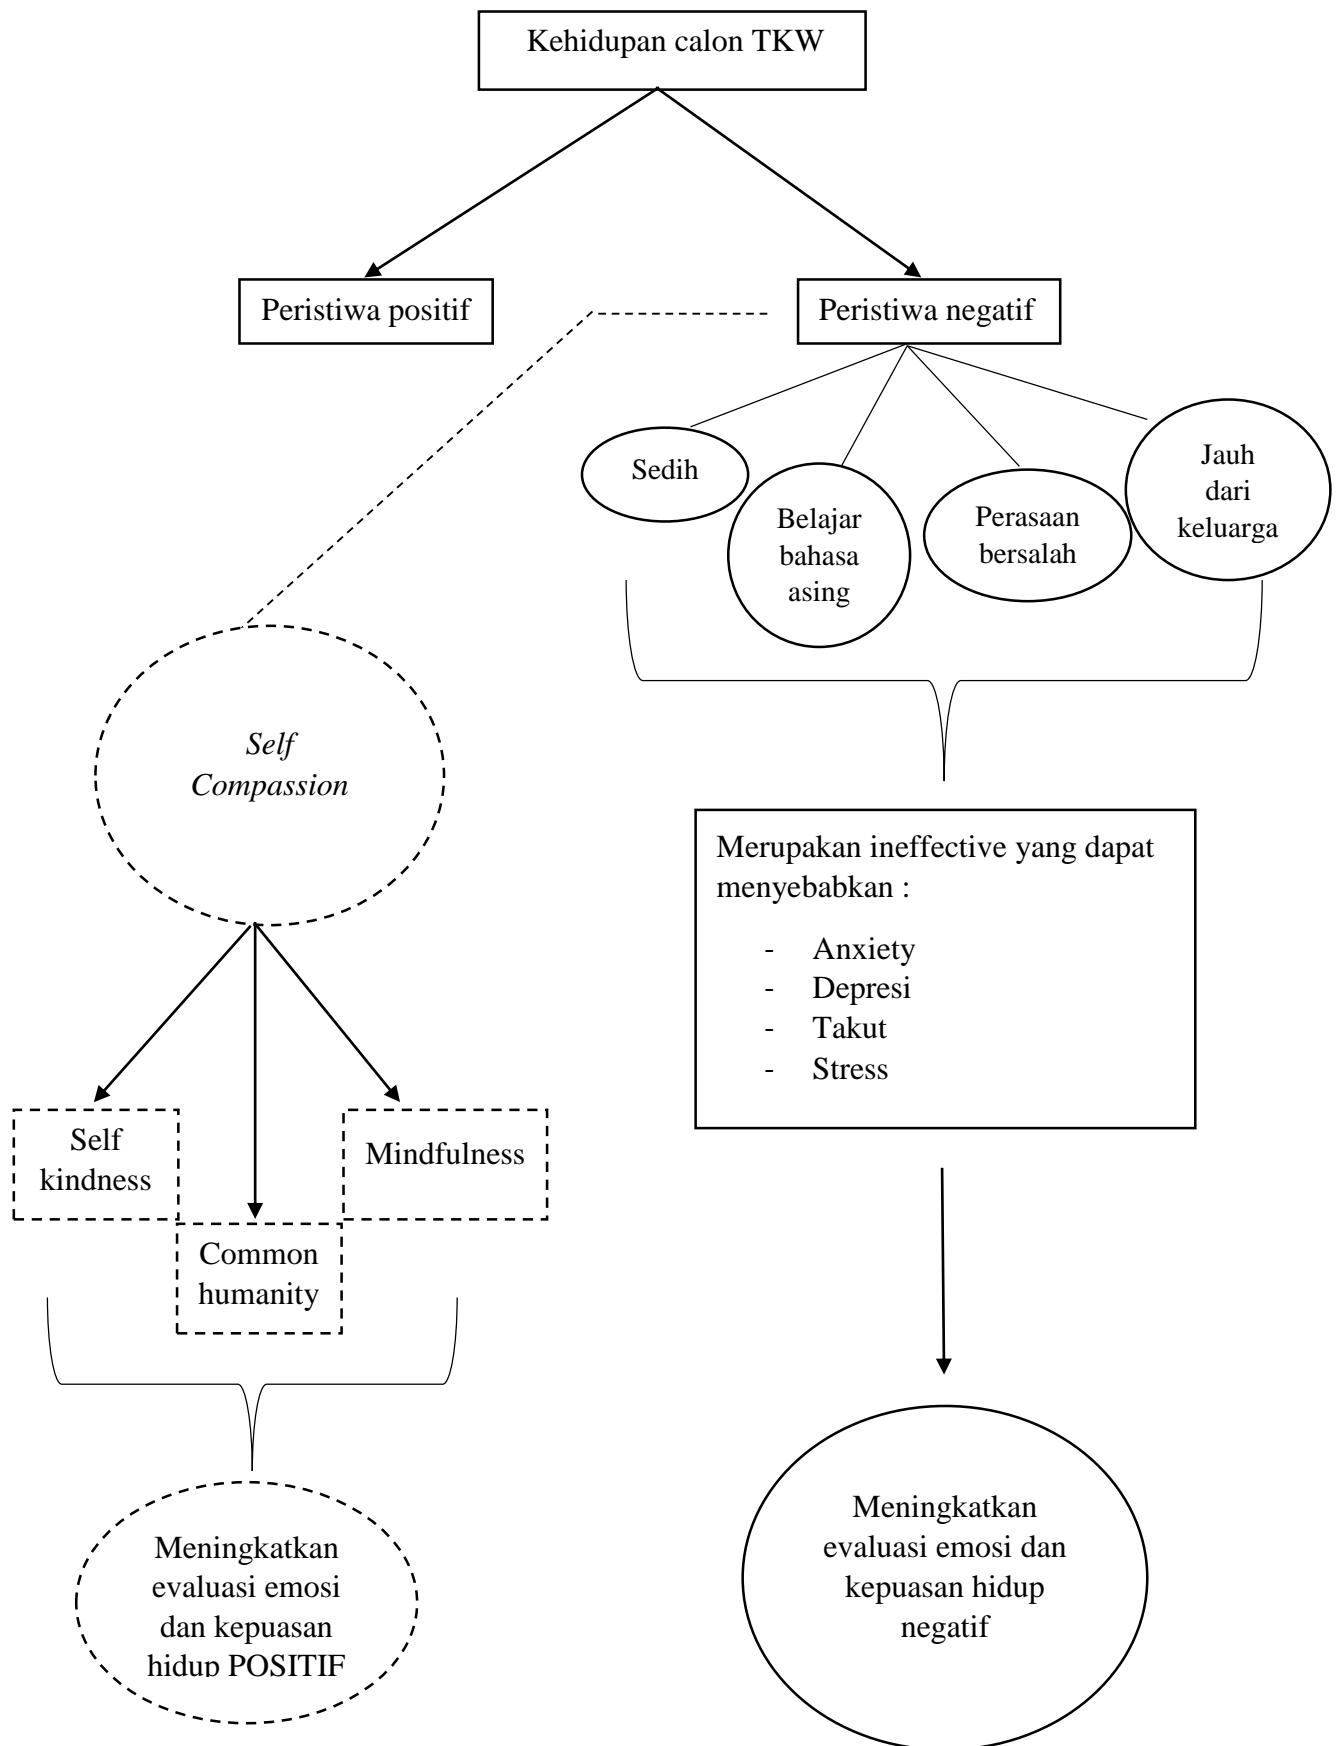 Kehidupan calon TKW
Peristiwa positif
Peristiwa negatif
Sedih
Belajar
bahasa
asing
Perasaan
bersalah
Jauh
dari
keluarga
Self
Compassion
Merupakan ineffective yang dapat
menyebabkan :
- Anxiety
- Depresi
- Takut
- Stress
Self
kindness
Mindfulness
Common
humanity
Meningkatkan
evaluasi emosi
dan kepuasan
hidup POSITIF
Meningkatkan
evaluasi emosi dan
kepuasan hidup
negatif